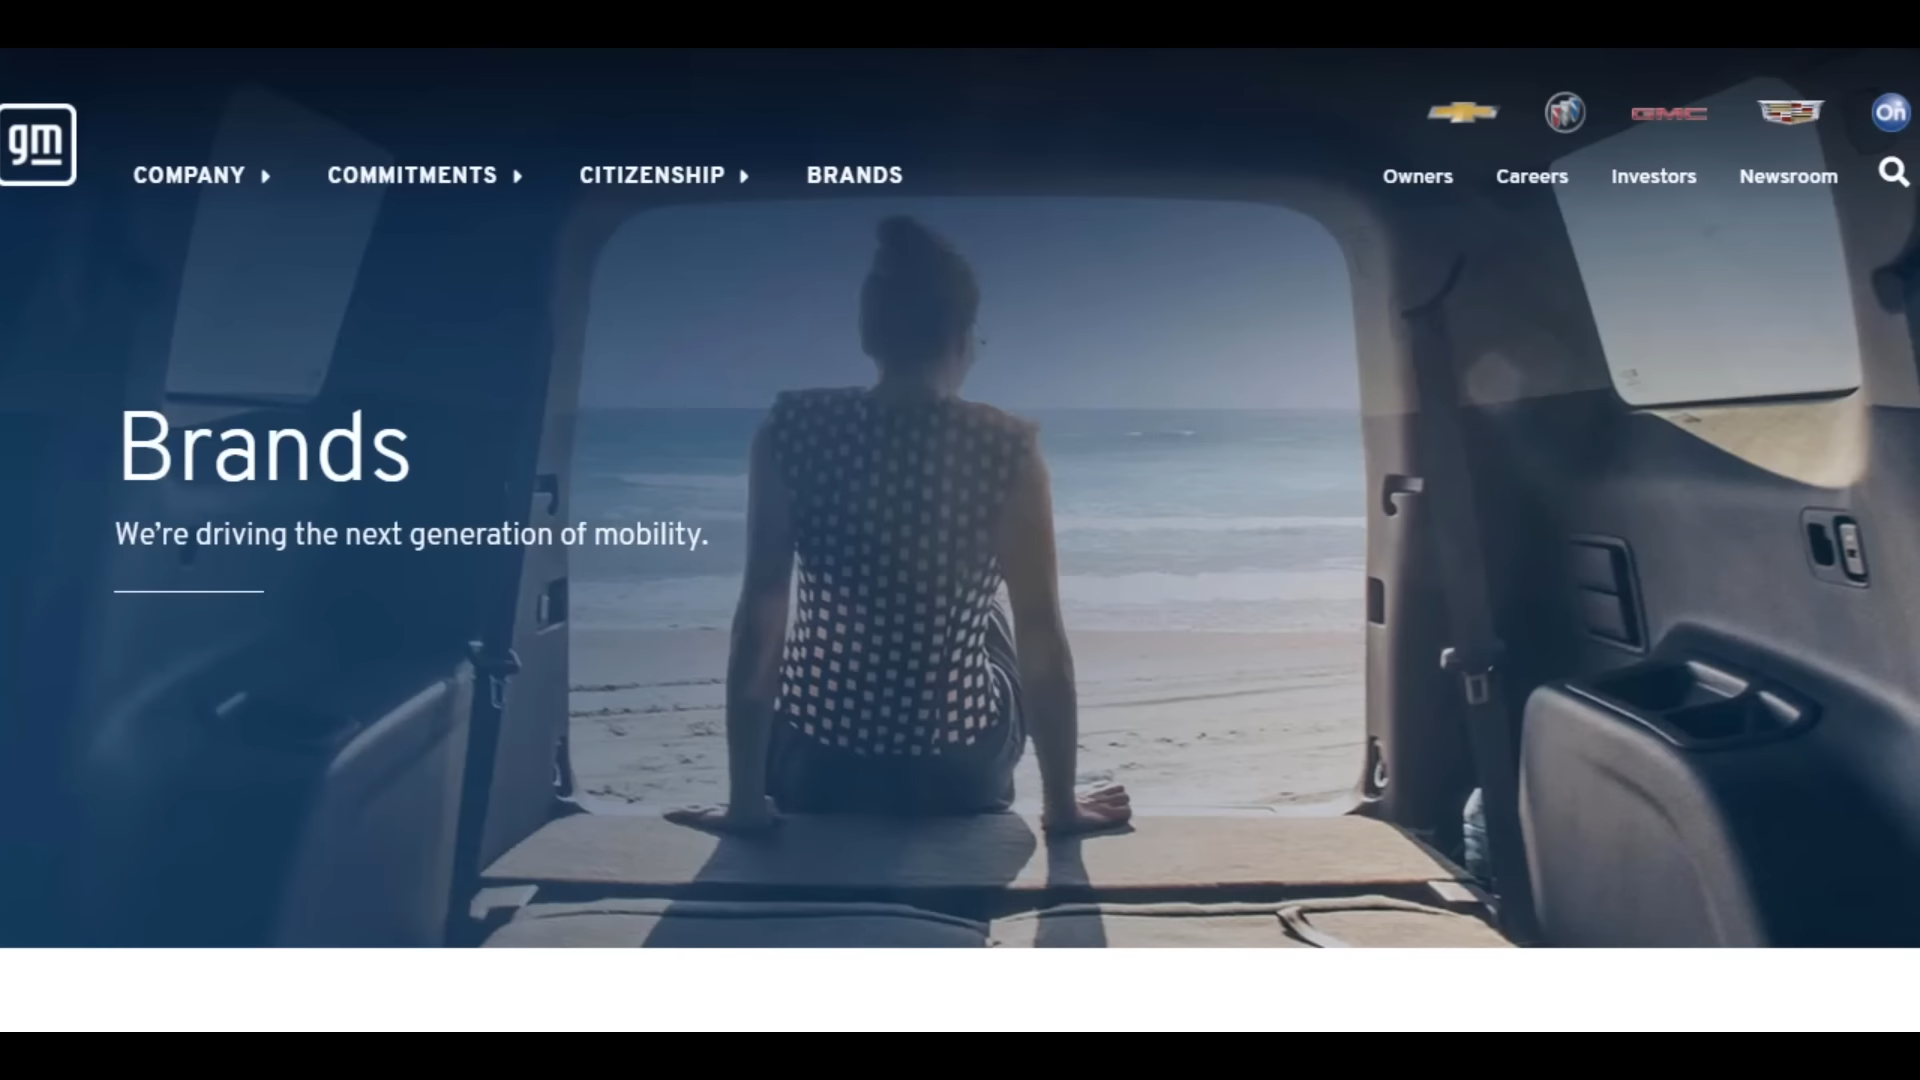 gm
GMC
On
COMPANY
COMMITMENTS
CITIZENSHIP
BRANDS
Owners
Careers
Investors
Newsroom
Brands
We’re driving the next generation of mobility.